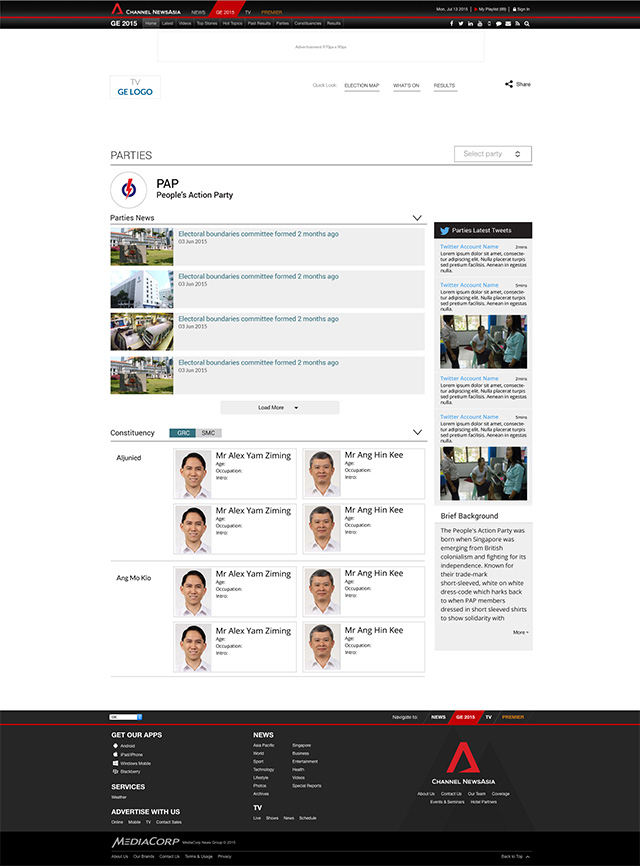 CHANNEL NEWSASIA NEWS GE 2015 TV PREMIER Mon, Jul 13 2015 My Playlist (99) Sign In
GE 2015 Home Latest Videos Top Stories Hot Topics Past Results Parties Constituencies Results
Advertisement 970px x 90px
TV
GE LOGO
Quick Look: ELECTION MAP WHAT'S ON RESULTS Share
PARTIES Select party
PAP
People's Action Party
Parties News
Electoral boundaries committee formed 2 months ago
03 Jun 2015
Electoral boundaries committee formed 2 months ago
03 Jun 2015
Electoral boundaries committee formed 2 months ago
03 Jun 2015
Electoral boundaries committee formed 2 months ago
03 Jun 2015
Load More
Parties Latest Tweets
Twitter Account Name 2mins
Lorem ipsum dolor sit amet, consecte-
tur adipiscing elit. Nulla placerat turpis
sed pretium facilisis. Aenean in egestas
nulla.
Twitter Account Name 5mins
Lorem ipsum dolor sit amet, consecte-
tur adipiscing elit. Nulla placerat turpis
sed pretium facilisis. Aenean in egestas
nulla.
Twitter Account Name 2mins
Lorem ipsum dolor sit amet, consecte-
tur adipiscing elit. Nulla placerat turpis
sed pretium facilisis. Aenean in egestas
nulla.
Twitter Account Name 5mins
Lorem ipsum dolor sit amet, consecte-
tur adipiscing elit. Nulla placerat turpis
sed pretium facilisis. Aenean in egestas
nulla.
Constituency GRC SMC
Aljunied
Mr Alex Yam Ziming
Age:
Occupation:
Intro:
Mr Ang Hin Kee
Age:
Occupation:
Intro:
Mr Alex Yam Ziming
Age:
Occupation:
Intro:
Mr Ang Hin Kee
Age:
Occupation:
Intro:
Ang Mo Kio
Mr Alex Yam Ziming
Age:
Occupation:
Intro:
Mr Ang Hin Kee
Age:
Occupation:
Intro:
Mr Alex Yam Ziming
Age:
Occupation:
Intro:
Mr Ang Hin Kee
Age:
Occupation:
Intro:
Brief Background
The People's Action Party was
born when Singapore was
emerging from British
colonialism and fighting for its
independence. Known for
their trade-mark
short-sleeved, white on white
dress-code which harks back
to when PAP members
dressed in short sleeved shirts
to show solidarity with
More
Navigate to: NEWS GE 2015 TV PREMIER
GET OUR APPS
Android
iPad/iPhone
Windows Mobile
Blackberry
SERVICES
Weather
ADVERTISE WITH US
Online Mobile TV Contact Sales
NEWS
Asia Pacific Singapore
World Business
Sport Entertainment
Technology Health
Lifestyle Videos
Photos Special Reports
Archives
TV
Live Shows News Schedule
CHANNEL NEWSASIA
About Us Contact Us Our Team Coverage
Events & Seminars Hotel Partners
MEDIACORP MediaCorp News Group © 2015
About Us Our Brands Contact Us Terms & Usage Privacy Back to Top